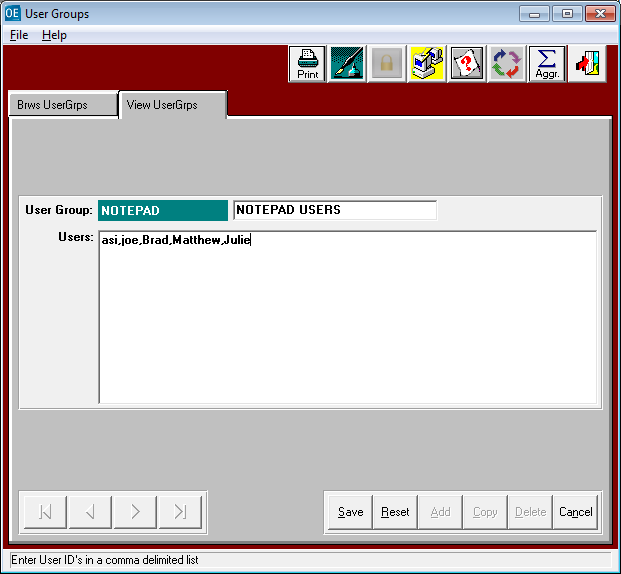 OE User Groups
File Help
Print
Σ
Aggr.
Brws UserGrps
View UserGrps
User Group: NOTEPAD NOTEPAD USERS
Users: asi,joe,Brad,Matthew,Julie
Save Reset Add Copy Delete Cancel
Enter User ID's in a comma delimited list